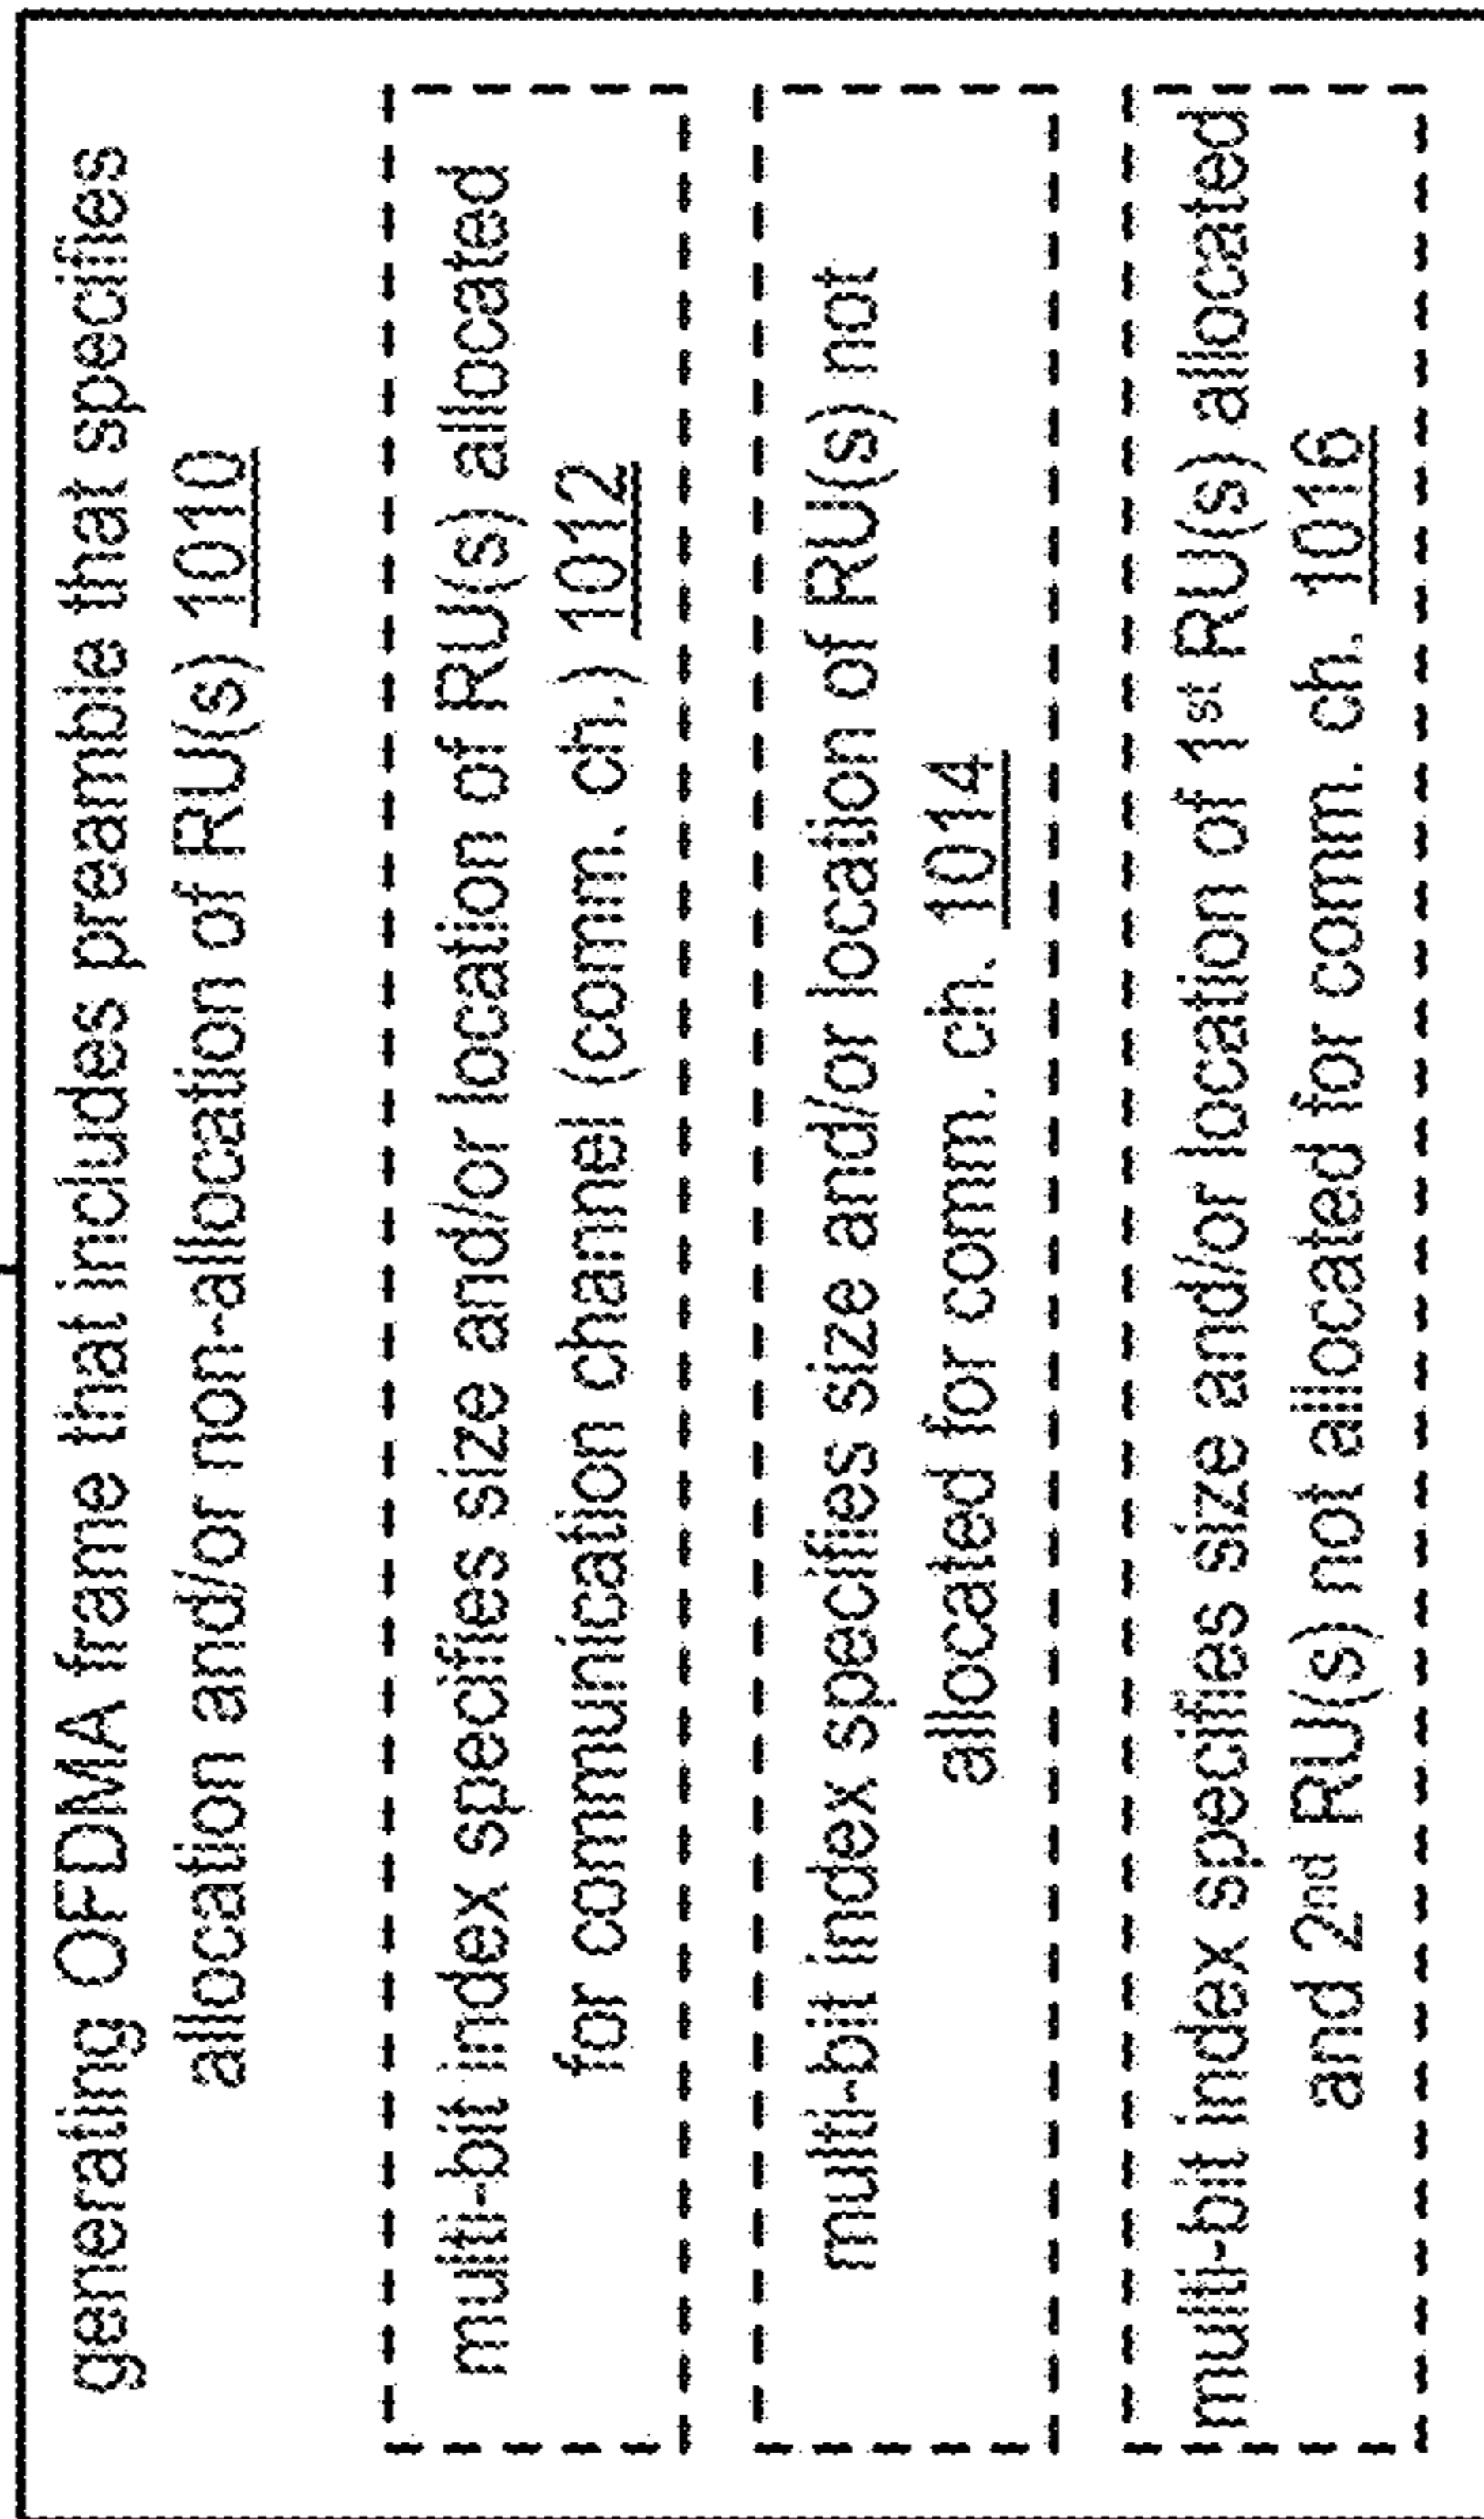 generating OFDMA frame that includes preamble that specifies
allocation and/or non-allocation of RU(s) 1010
multi-bit index specifies size and/or location of RU(s) allocated
for communication channel (comm. ch.) 1012
multi-bit index specifies size and/or location of RU(s) not
allocated for comm. ch. 1014
multi-bit index specifies size and/or location of 1st RU(s) allocated
and 2nd RU(s) not allocated for comm. ch. 1016